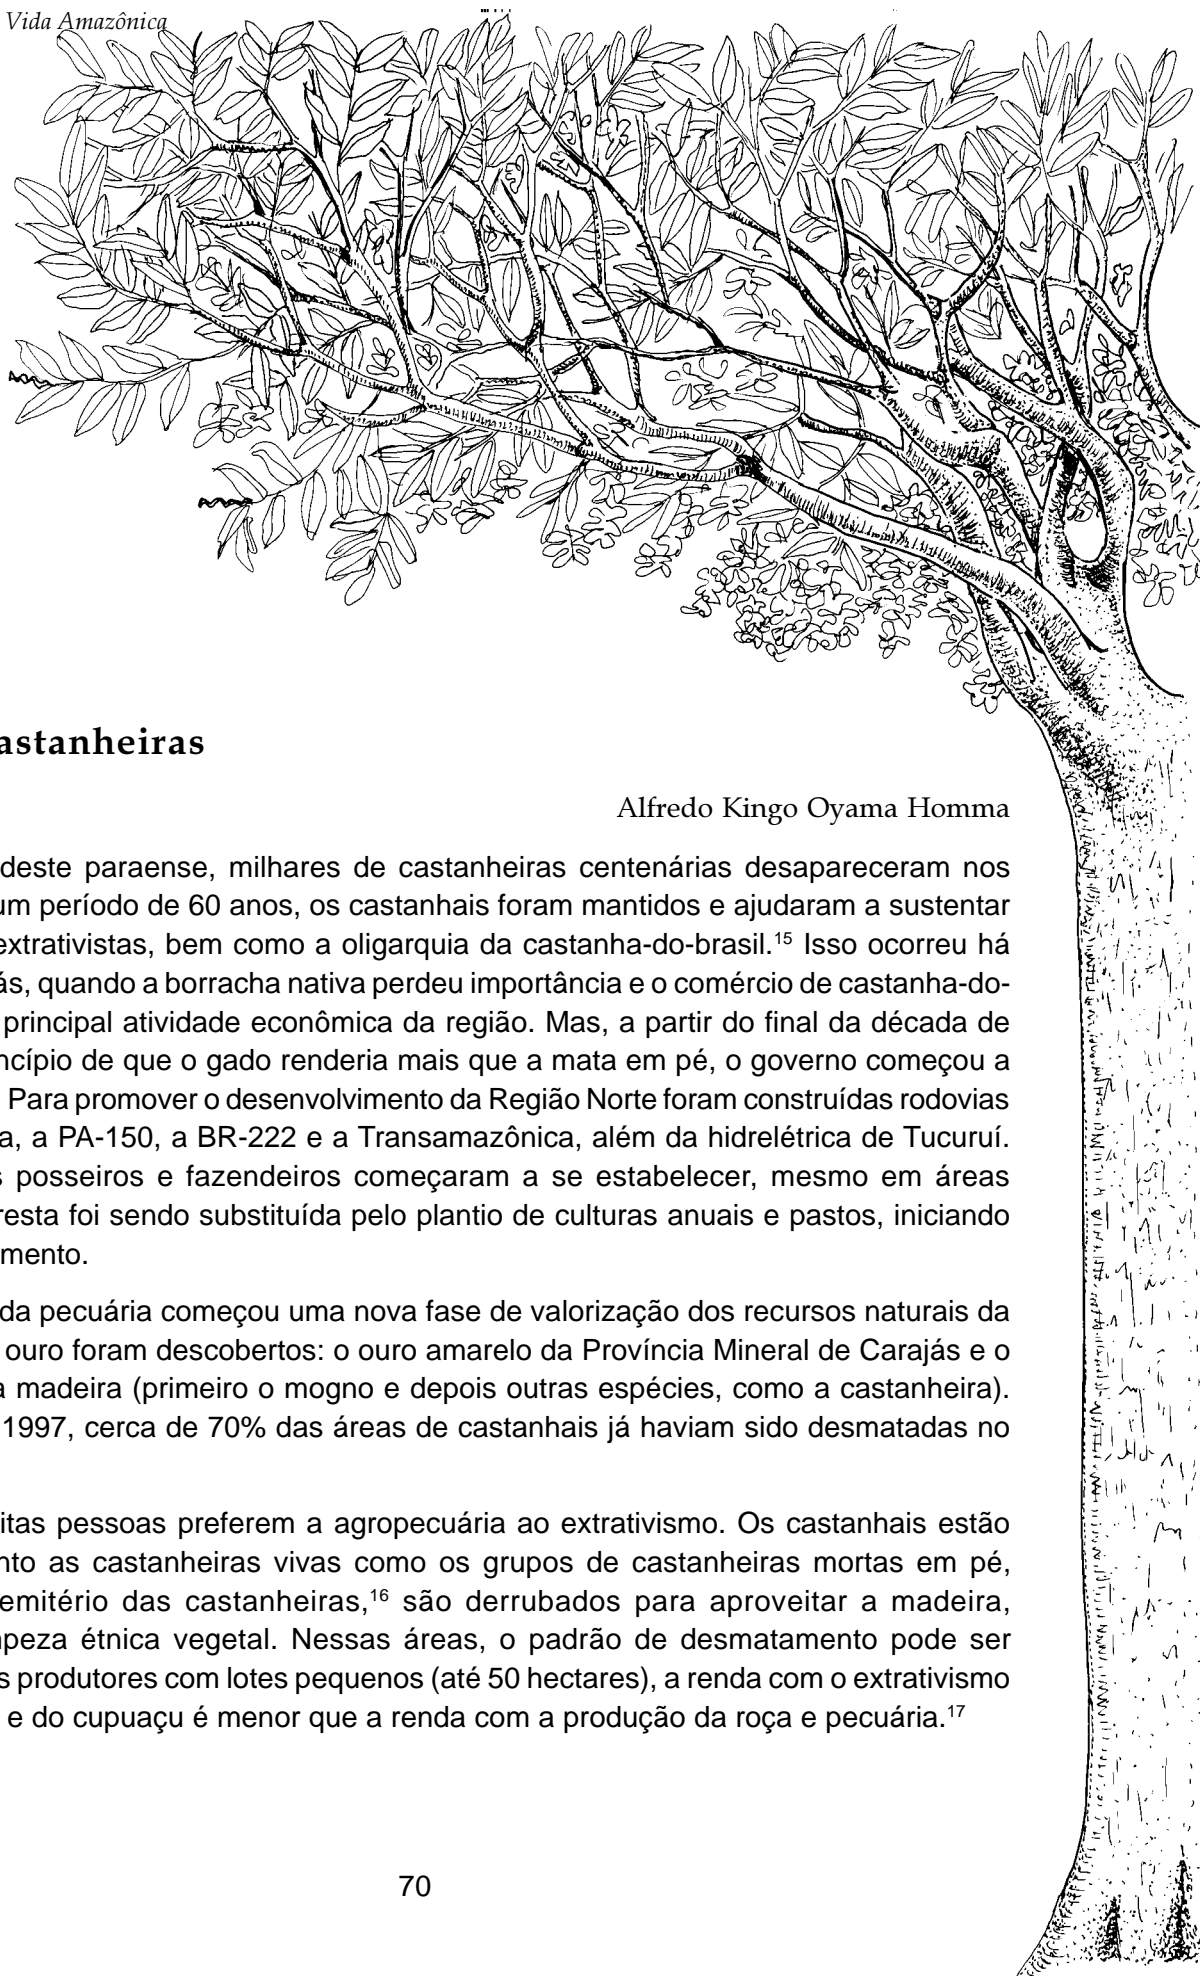 Vida Amazônica
astanheiras
Alfredo Kingo Oyama Homma
deste paraense, milhares de castanheiras centenárias desapareceram nos
um período de 60 anos, os castanhais foram mantidos e ajudaram a sustentar
extrativistas, bem como a oligarquia da castanha-do-brasil.15 Isso ocorreu há
ás, quando a borracha nativa perdeu importância e o comércio de castanha-do-
principal atividade econômica da região. Mas, a partir do final da década de
ncípio de que o gado renderia mais que a mata em pé, o governo começou a
Para promover o desenvolvimento da Região Norte foram construídas rodovias
a, a PA-150, a BR-222 e a Transamazônica, além da hidrelétrica de Tucuruí.
s posseiros e fazendeiros começaram a se estabelecer, mesmo em áreas
resta foi sendo substituída pelo plantio de culturas anuais e pastos, iniciando
mento.
da pecuária começou uma nova fase de valorização dos recursos naturais da
ouro foram descobertos: o ouro amarelo da Província Mineral de Carajás e o
a madeira (primeiro o mogno e depois outras espécies, como a castanheira).
1997, cerca de 70% das áreas de castanhais já haviam sido desmatadas no
itas pessoas preferem a agropecuária ao extrativismo. Os castanhais estão
nto as castanheiras vivas como os grupos de castanheiras mortas em pé,
emitério das castanheiras,16 são derrubados para aproveitar a madeira,
peza étnica vegetal. Nessas áreas, o padrão de desmatamento pode ser
s produtores com lotes pequenos (até 50 hectares), a renda com o extrativismo
e do cupuaçu é menor que a renda com a produção da roça e pecuária.17
70